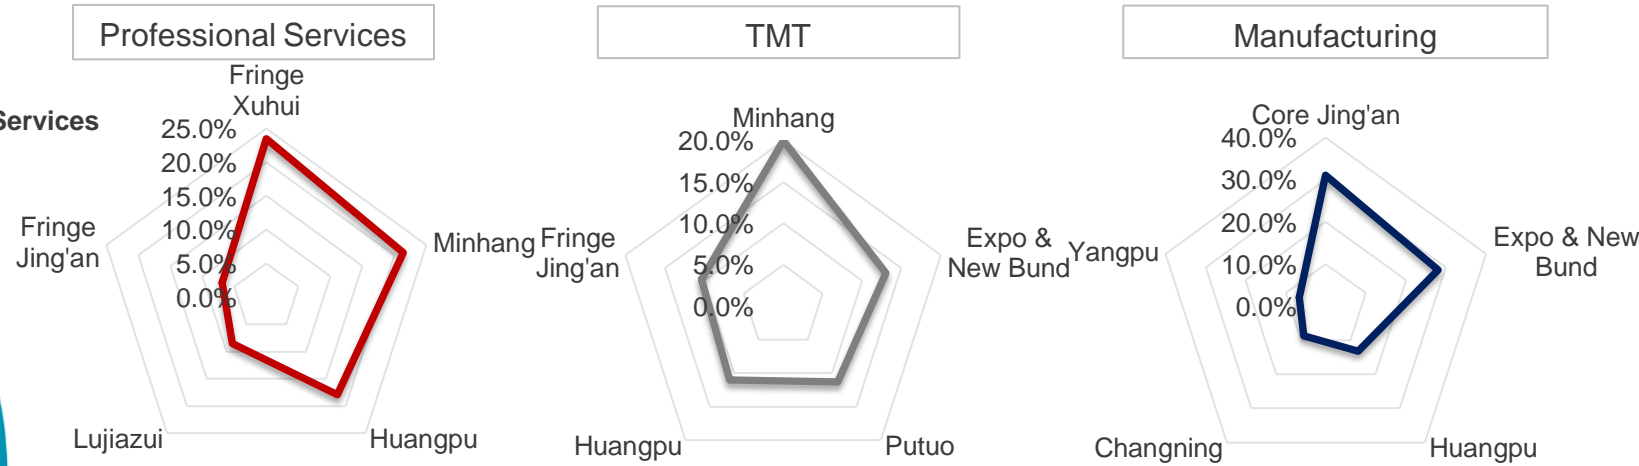 Professional Services
TMT
Manufacturing
Services
Fringe
Xuhui
25.0%
20.0%
15.0%
10.0%
5.0%
0.0%
Fringe
Jing'an
Minhang
Lujiazui
Huangpu
Minhang
20.0%
15.0%
10.0%
5.0%
0.0%
Fringe
Jing'an
Expo &
New Bund
Huangpu
Putuo
Core Jing'an
40.0%
30.0%
20.0%
10.0%
0.0%
Yangpu
Expo & New
Bund
Changning
Huangpu